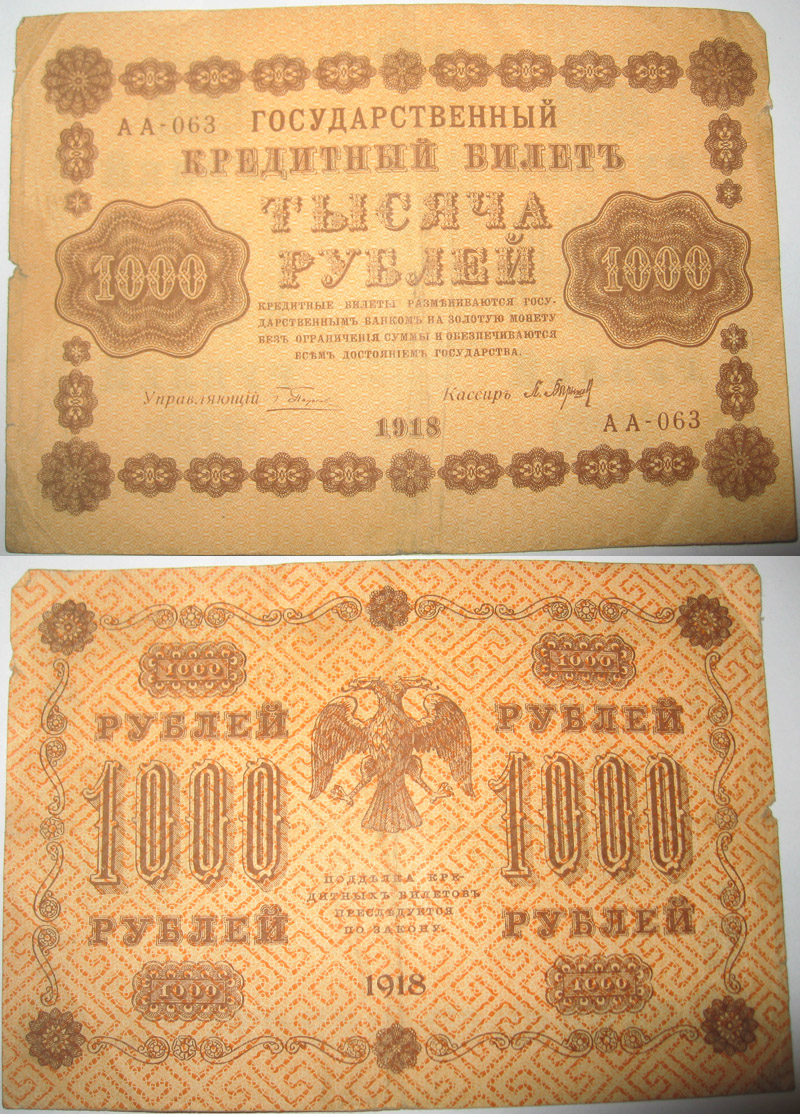 АА-063 ГОСУДАРСТВЕННЫЙ
КРЕДИТНЫЙ БИЛЕТЪ
ТЫСЯЧА
РУБЛЕЙ
1000
1000
КРЕДИТНЫЕ БИЛЕТЫ РАЗМѢНИВАЮТСЯ ГОСУ-
ДАРСТВЕННЫМЪ БАНКОМЪ НА ЗОЛОТУЮ МОНЕТУ
БЕЗЪ ОГРАНИЧЕНІЯ СУММЫ И ОБЕЗПЕЧИВАЮТСЯ
ВСѢМЪ ДОСТОЯНІЕМЪ ГОСУДАРСТВА.
Управляющій
Кассиръ
1918
АА-063
1000
1000
РУБЛЕЙ
РУБЛЕЙ
1000
1000
ПОДДѢЛКА КРЕ-
ДИТНЫХЪ БИЛЕТОВЪ
ПРЕСЛѢДУЕТСЯ
ПО ЗАКОНУ.
РУБЛЕЙ
РУБЛЕЙ
1000
1918
1000